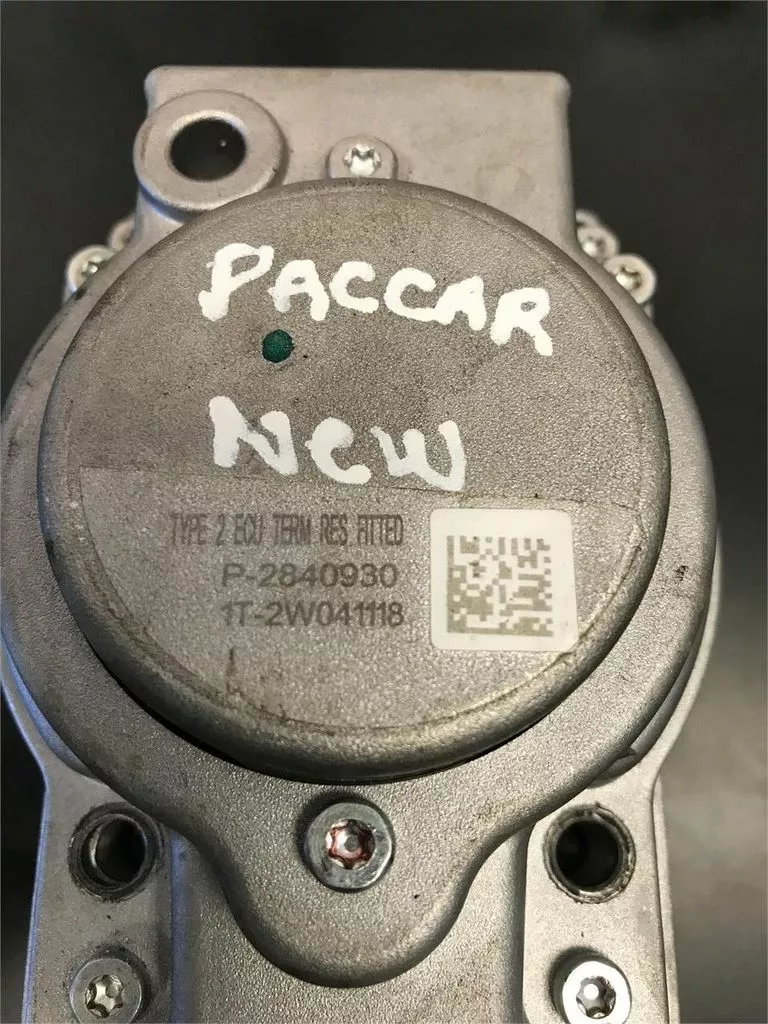 PACCAR
NEW
TYPE 2 ECU TERM RES FITTED
P-2840930
1T-2W041118